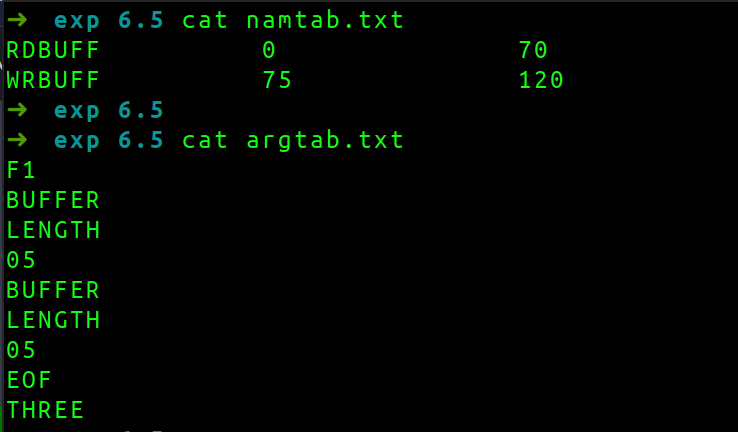 ➜ exp 6.5 cat namtab.txt
RDBUFF 0 70
WRBUFF 75 120
➜ exp 6.5
➜ exp 6.5 cat argtab.txt
F1
BUFFER
LENGTH
05
BUFFER
LENGTH
05
EOF
THREE